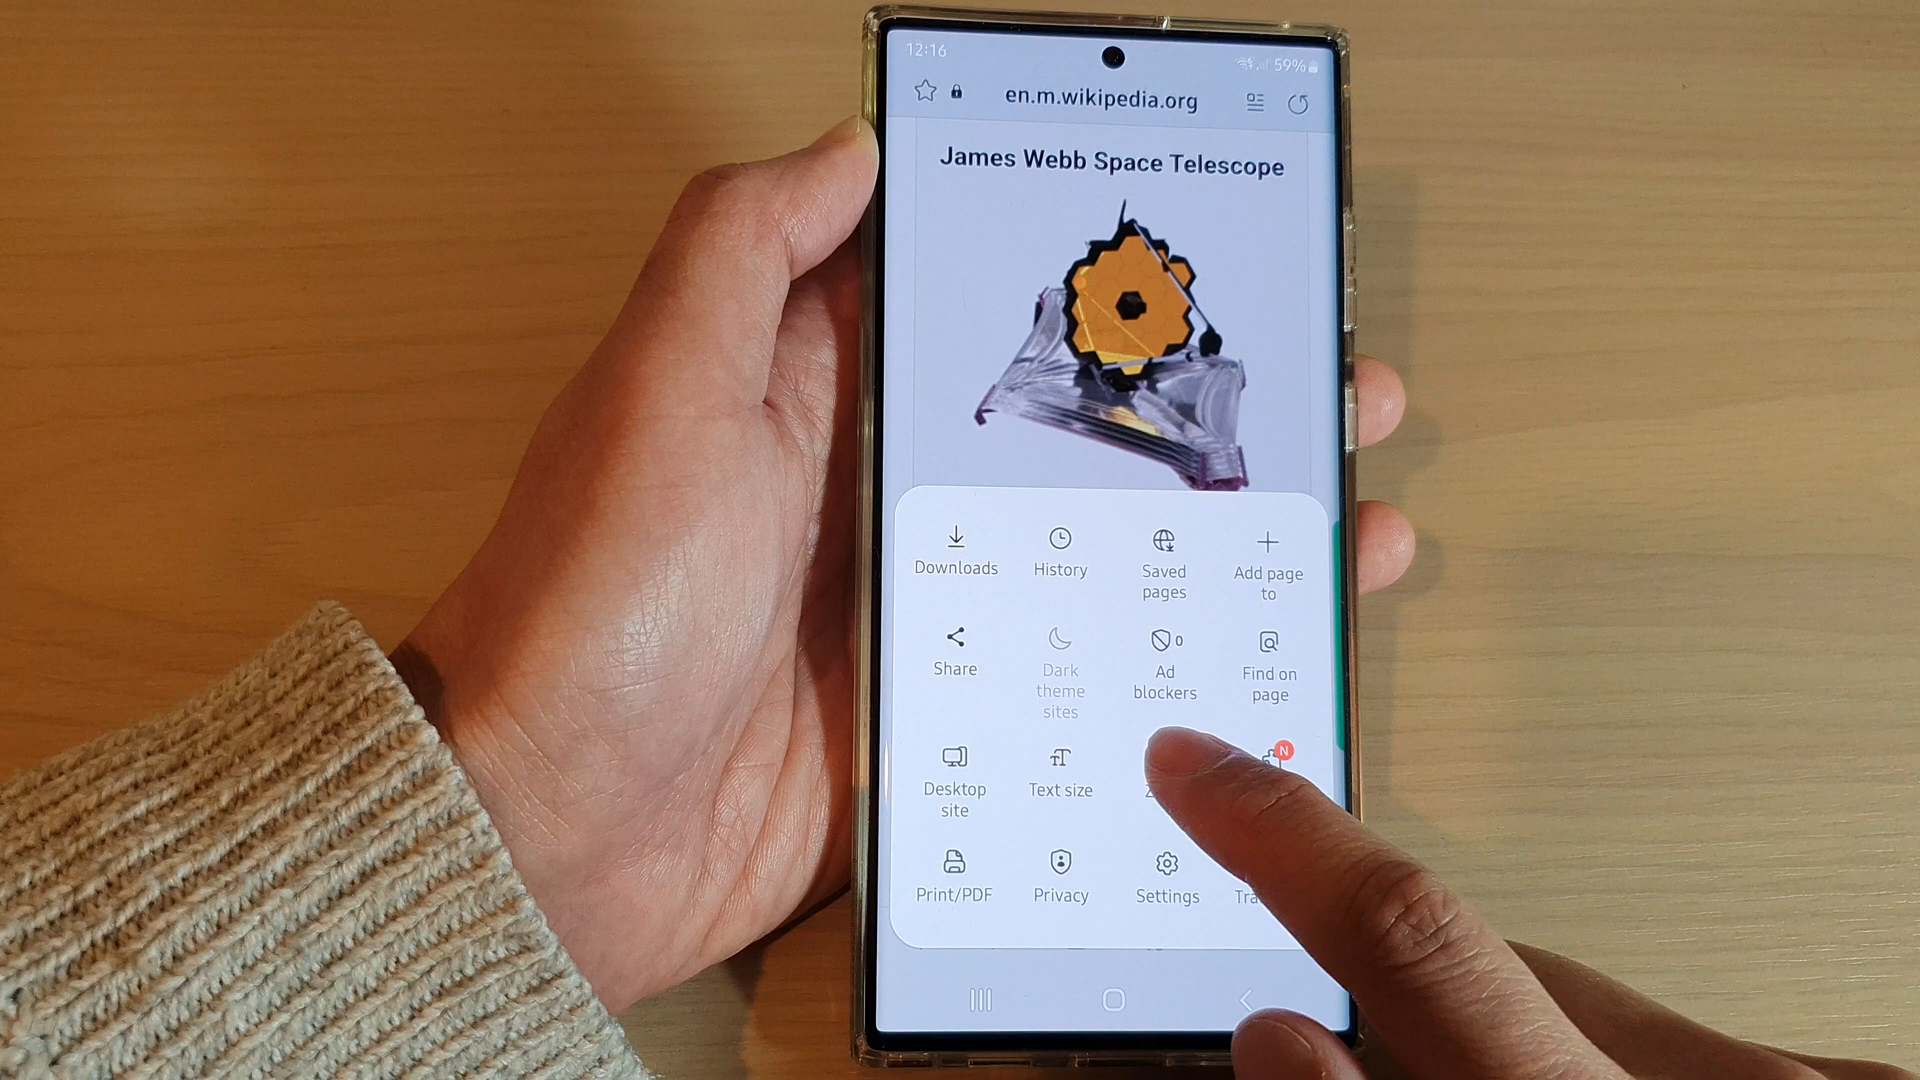 12:16
59%
en.m.wikipedia.org
James Webb Space Telescope
Downloads
History
Saved
pages
Add page
to
Share
Dark
theme
sites
Ad
blockers
0
Find on
page
Desktop
site
Text size
N
Print/PDF
Privacy
Settings